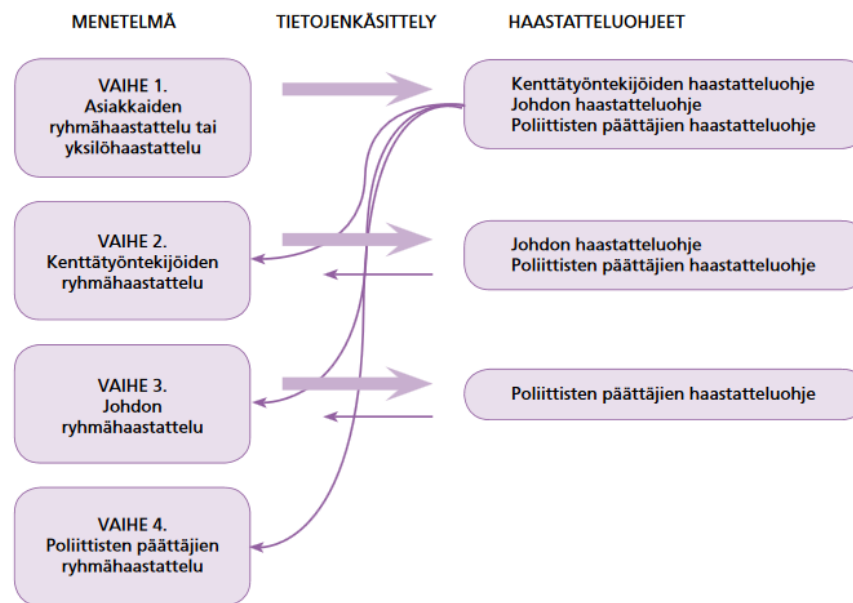 MENETELMÄ
TIETOJENKÄSITTELY
HAASTATTELUOHJEET
VAIHE 1.
Asiakkaiden
ryhmähaastattelu tai
yksilöhaastattelu
Kenttätyöntekijöiden haastatteluohje
Johdon haastatteluohje
Poliittisten päättäjien haastatteluohje
VAIHE 2.
Kenttätyöntekijöiden
ryhmähaastattelu
Johdon haastatteluohje
Poliittisten päättäjien haastatteluohje
VAIHE 3.
Johdon
ryhmähaastattelu
Poliittisten päättäjien haastatteluohje
VAIHE 4.
Poliittisten päättäjien
ryhmähaastattelu